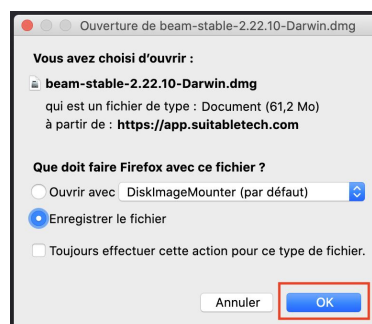 Ouverture de beam-stable-2.22.10-Darwin.dmg
Vous avez choisi d’ouvrir :
beam-stable-2.22.10-Darwin.dmg
qui est un fichier de type : Document (61,2 Mo)
à partir de : https://app.suitabletech.com
Que doit faire Firefox avec ce fichier ?
Ouvrir avec DiskImageMounter (par défaut)
Enregistrer le fichier
Toujours effectuer cette action pour ce type de fichier.
Annuler OK